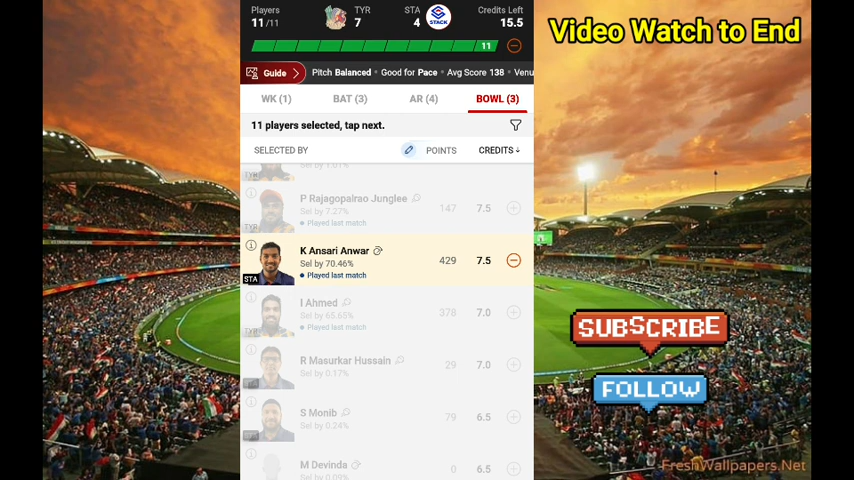 Players
11 /11
TYR
7
STA
4
STACK
Credits Left
15.5
11
Guide
Pitch Balanced • Good for Pace • Avg Score 138 • Venu
WK (1)
BAT (3)
AR (4)
BOWL (3)
11 players selected, tap next.
SELECTED BY
POINTS
CREDITS
TYR
P Rajagopalrao Junglee
Sel by 7.27%
147
7.5
• Played last match
TYR
K Ansari Anwar
Sel by 70.46%
429
7.5
• Played last match
STA
I Ahmed
Sel by 65.65%
378
7.0
• Played last match
TYR
R Masurkar Hussain
Sel by 0.17%
29
7.0
S Monib
Sel by 0.24%
79
6.5
M Devinda
Sel by 0.09%
0
6.5
Video Watch to End
SUBSCRIBE
FOLLOW
FreshWallpapers.Net